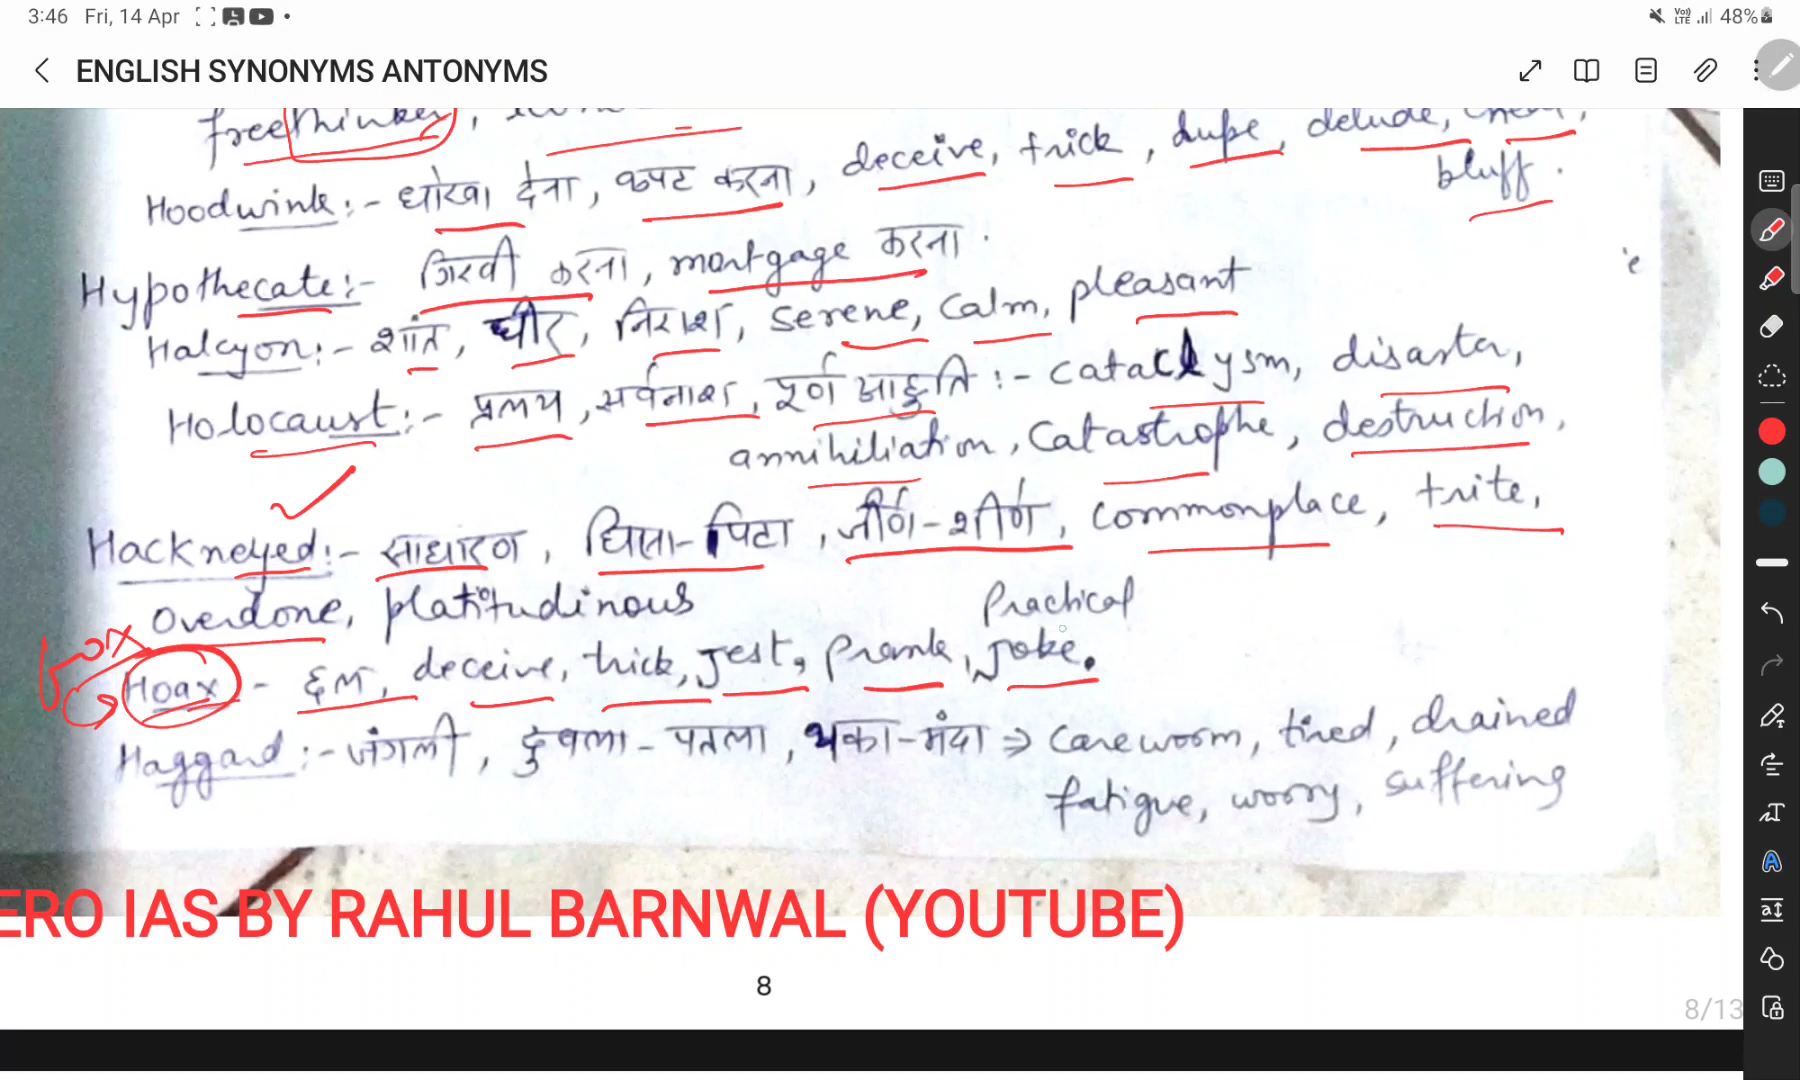 3:46 Fri, 14 Apr
48%
ENGLISH SYNONYMS ANTONYMS
freethinker,
Hoodwink:- धोखा देना, कपट करना, deceive, trick, dupe, delude, cheat,
bluff.
Hypothecate:- गिरवी करना, mortgage करना.
Halcyon:- शांत, धीर, निराश, serene, calm, pleasant
Holocaust:- प्रलय, सर्वनाश, पूर्ण आहुति:- cataclysm, disaster,
annihiliation, catastrophe, destruction,
Hackneyed:- साधारण, घिसा-पिटा, जीर्ण-शीर्ण, commonplace, trite,
overdone, platitudinous
Practical
Hoax - छल, deceive, trick, Jest, Prank, Joke.
Haggard:- जंगली, दुबला-पतला, थका-मंदा ⇒ careworn, tired, drained
fatigue, worry, suffering
ERO IAS BY RAHUL BARNWAL (YOUTUBE)
8
8/13